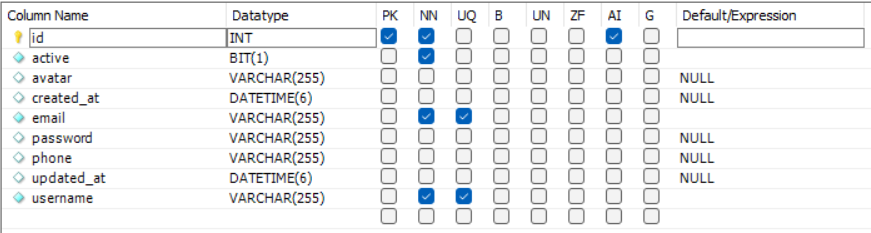 Column Name Datatype PK NN UQ B UN ZF AI G Default/Expression
id INT
active BIT(1)
avatar VARCHAR(255) NULL
created_at DATETIME(6) NULL
email VARCHAR(255)
password VARCHAR(255) NULL
phone VARCHAR(255) NULL
updated_at DATETIME(6) NULL
username VARCHAR(255)